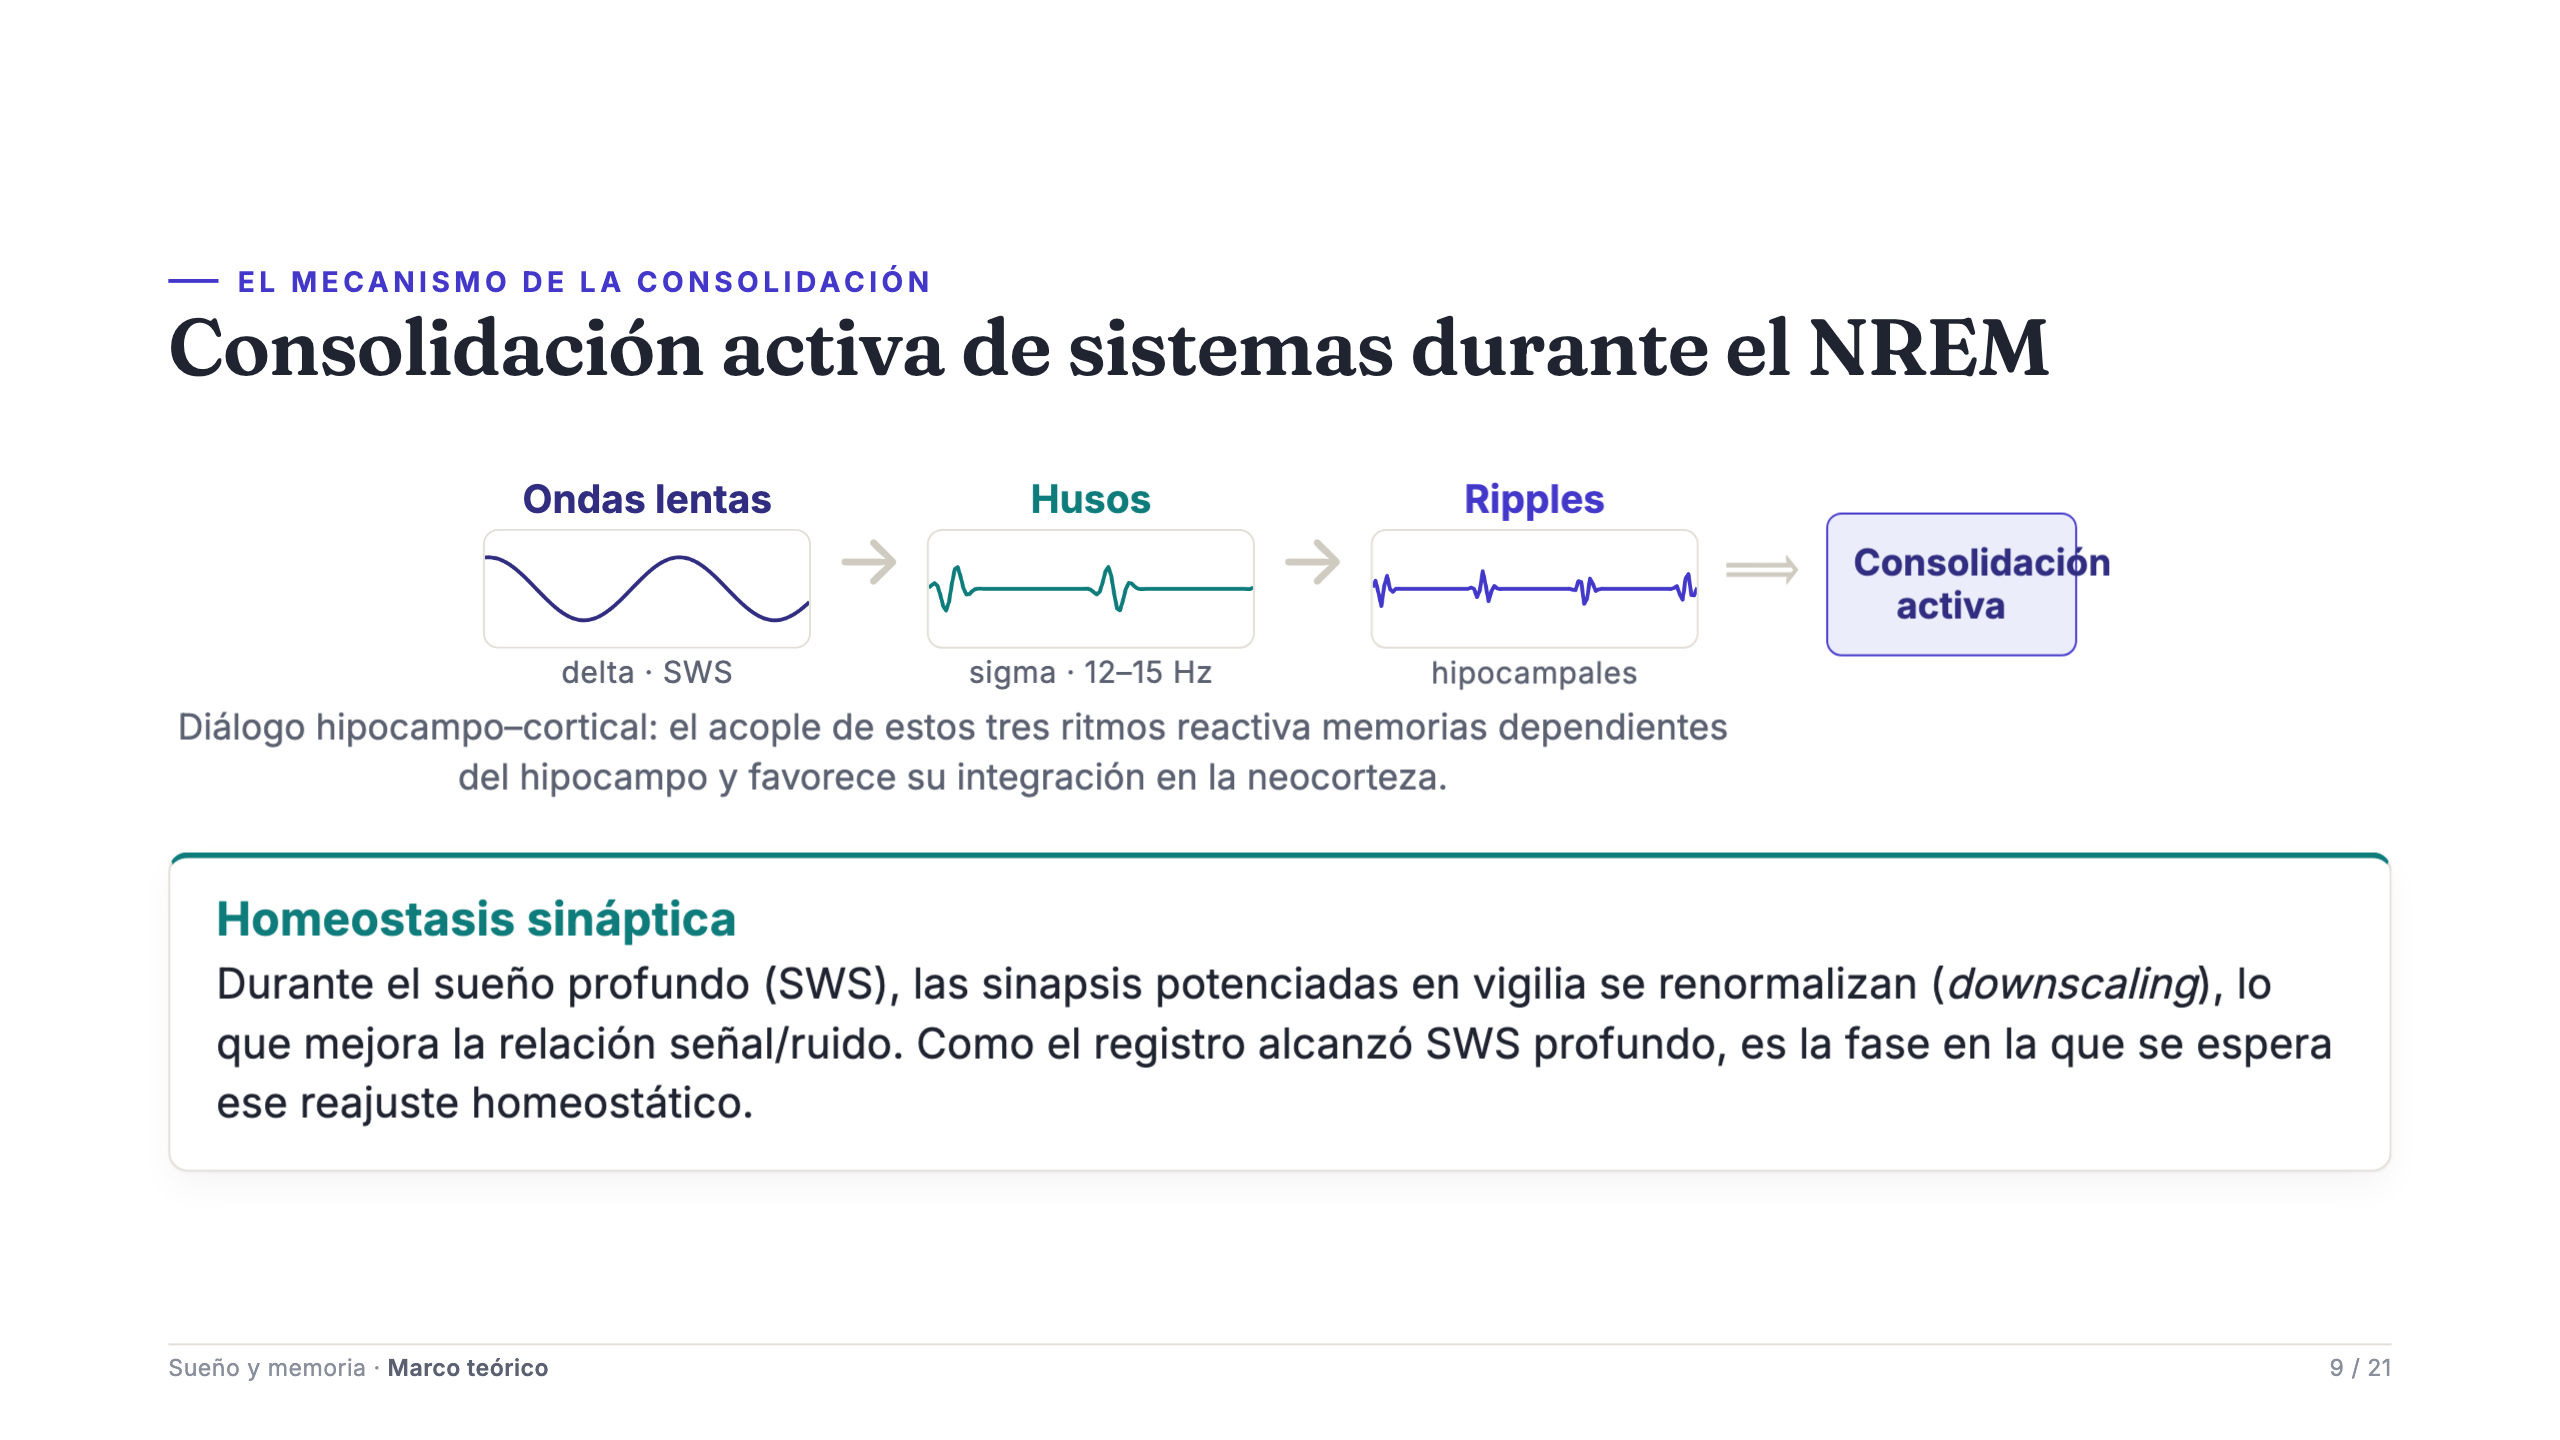 EL MECANISMO DE LA CONSOLIDACIÓN
Consolidación activa de sistemas durante el NREM
Ondas lentas
Husos
Ripples
Consolidación
activa
delta · SWS
sigma · 12–15 Hz
hipocampales
Diálogo hipocampo–cortical: el acople de estos tres ritmos reactiva memorias dependientes
del hipocampo y favorece su integración en la neocorteza.
Homeostasis sináptica
Durante el sueño profundo (SWS), las sinapsis potenciadas en vigilia se renormalizan (downscaling), lo
que mejora la relación señal/ruido. Como el registro alcanzó SWS profundo, es la fase en la que se espera
ese reajuste homeostático.
Sueño y memoria · Marco teórico
9 / 21